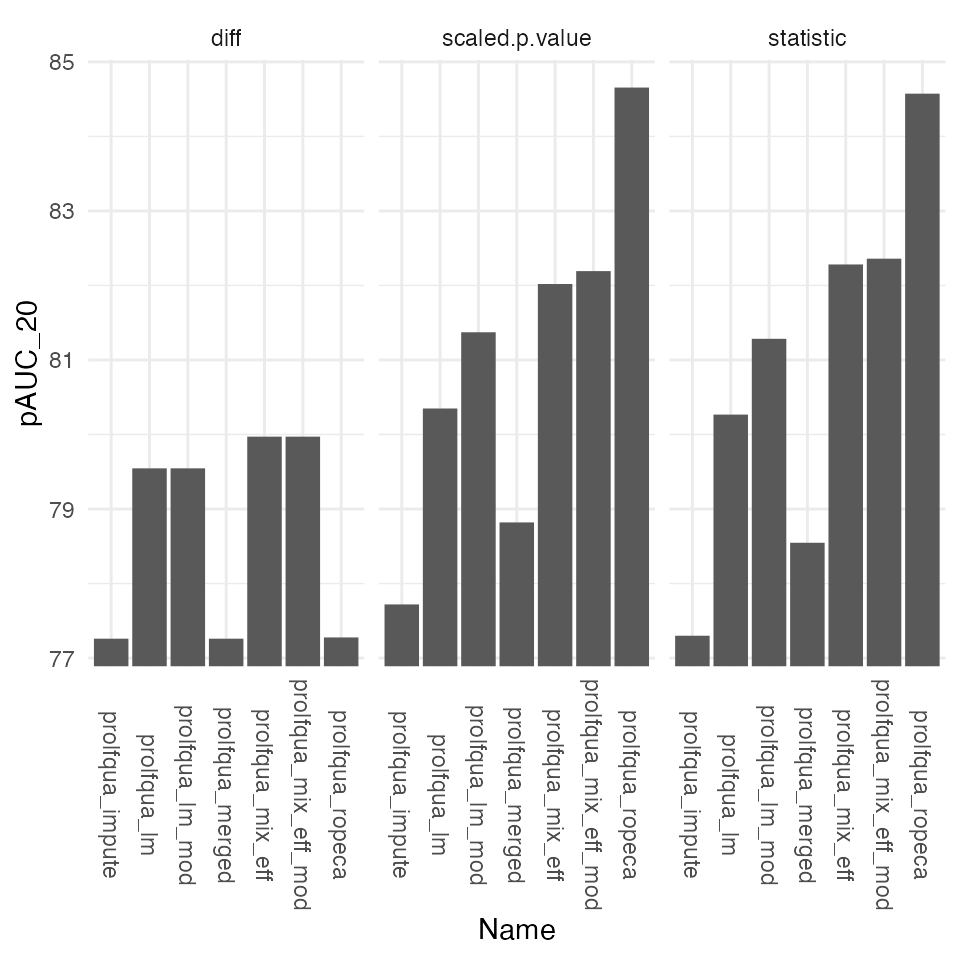 diff
scaled.p.value
statistic
pAUC_20
85
83
81
79
77
prolfqua_impute
prolfqua_lm
prolfqua_lm_mod
prolfqua_merged
prolfqua_mix_eff
prolfqua_mix_eff_mod
prolfqua_ropeca
prolfqua_impute
prolfqua_lm
prolfqua_lm_mod
prolfqua_merged
prolfqua_mix_eff
prolfqua_mix_eff_mod
prolfqua_ropeca
prolfqua_impute
prolfqua_lm
prolfqua_lm_mod
prolfqua_merged
prolfqua_mix_eff
prolfqua_mix_eff_mod
prolfqua_ropeca
Name